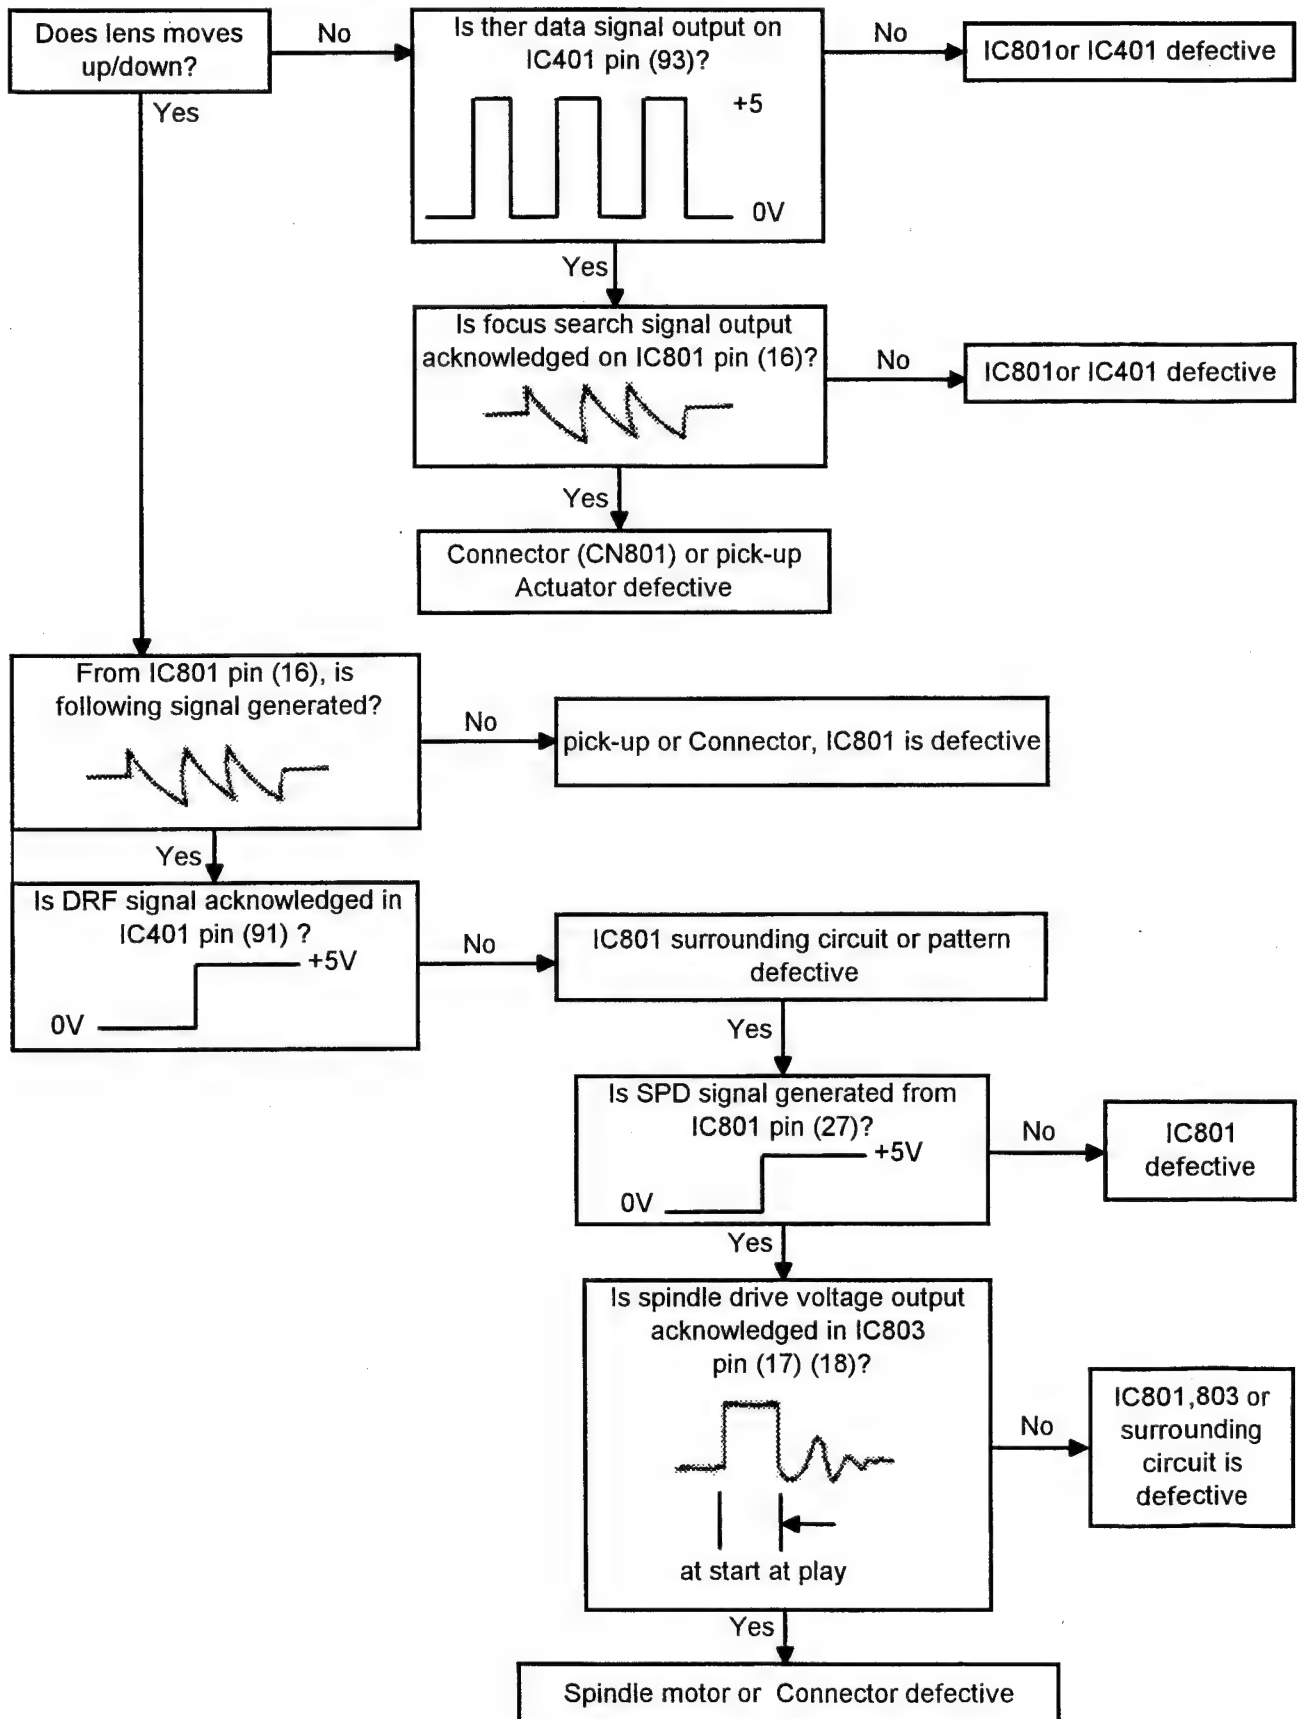 Does lens moves
up/down?
No
Is ther data signal output on
IC401 pin (93)?
+5
0V
No
IC801or IC401 defective
Yes
Yes
Is focus search signal output
acknowledged on IC801 pin (16)?
No
IC801or IC401 defective
Yes
Connector (CN801) or pick-up
Actuator defective
From IC801 pin (16), is
following signal generated?
No
pick-up or Connector, IC801 is defective
Yes
Is DRF signal acknowledged in
IC401 pin (91) ?
+5V
0V
No
IC801 surrounding circuit or pattern
defective
Yes
Is SPD signal generated from
IC801 pin (27)?
+5V
0V
No
IC801
defective
Yes
Is spindle drive voltage output
acknowledged in IC803
pin (17) (18)?
at start at play
No
IC801,803 or
surrounding
circuit is
defective
Yes
Spindle motor or Connector defective